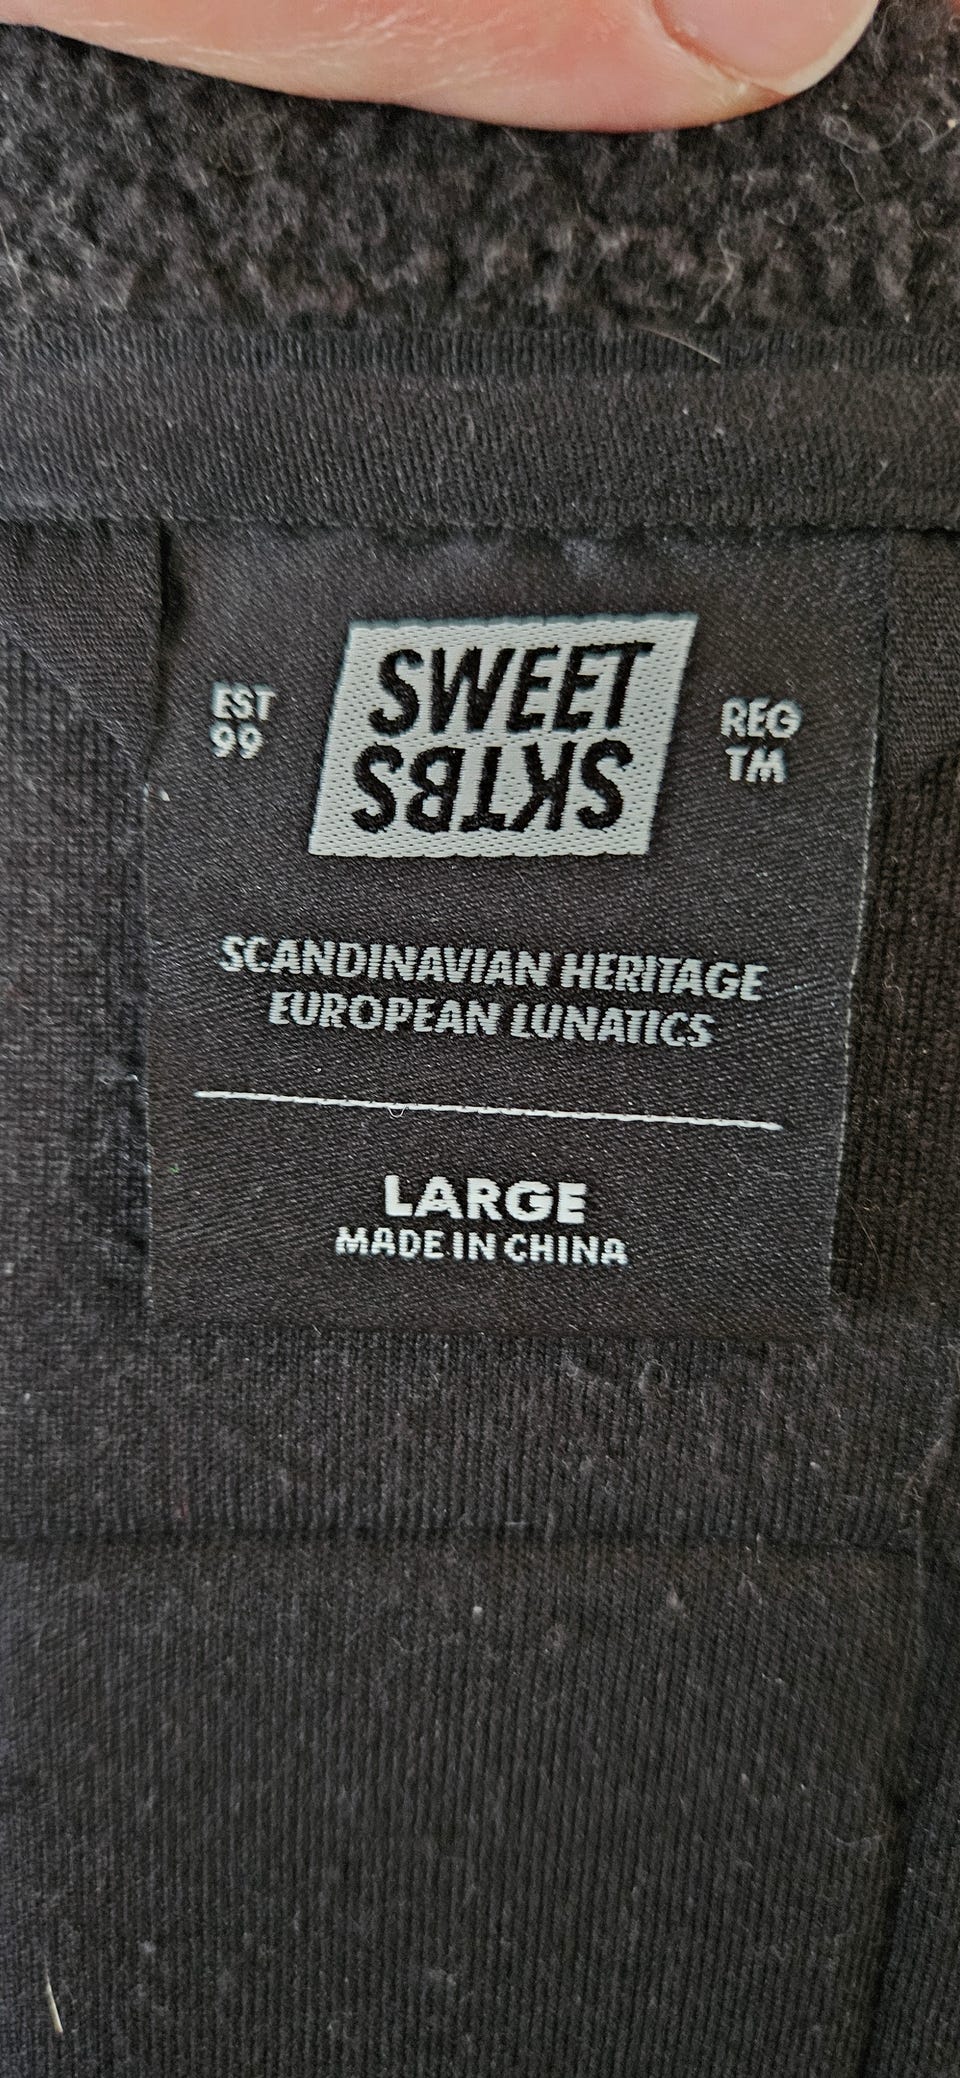 SWEET
SKTBS
EST
99
REG
TM
SCANDINAVIAN HERITAGE
EUROPEAN LUNATICS
LARGE
MADE IN CHINA